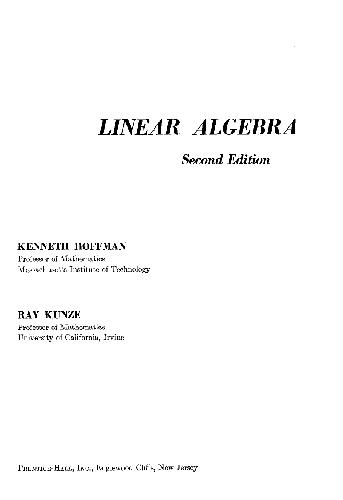 LINEAR ALGEBRA
Second Edition
KENNETH HOFFMAN
Professor of Mathematics
Massachusetts Institute of Technology
RAY KUNZE
Professor of Mathematics
University of California, Irvine
PRENTICE-HALL, INC., Englewood Cliffs, New Jersey